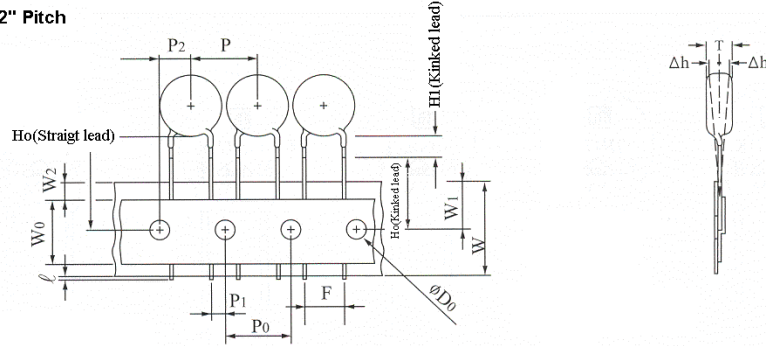 2" Pitch
P2 P
H1(Kinked lead)
T
Δh Δh
Ho(Straigt lead)
W2
W0
Ho(Kinked lead)
W1
W
ℓ
P1
F
P0
øD0